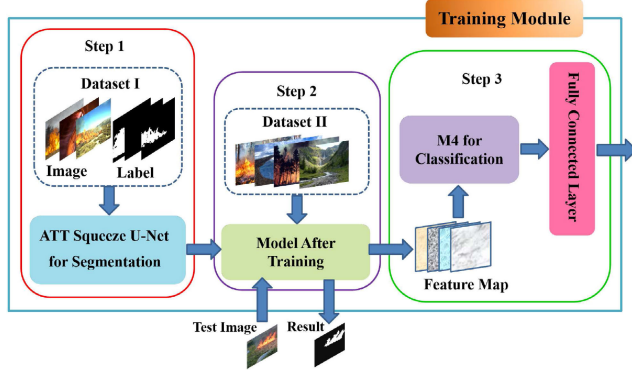 Training Module
Step 1
Dataset I
Image
Label
ATT Squeeze U-Net
for Segmentation
Step 2
Dataset II
Model After
Training
Test Image
Result
Step 3
M4 for
Classification
Feature Map
Fully Connected
Layer